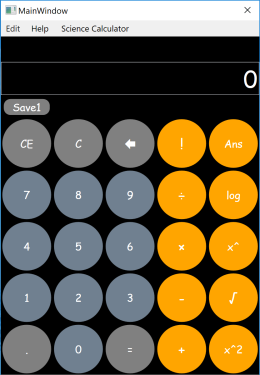 MainWindow
Edit Help Science Calculator
0
Save1
CE C ! Ans
7 8 9 ÷ log
4 5 6 × x^
1 2 3 - √
. 0 = + x^2